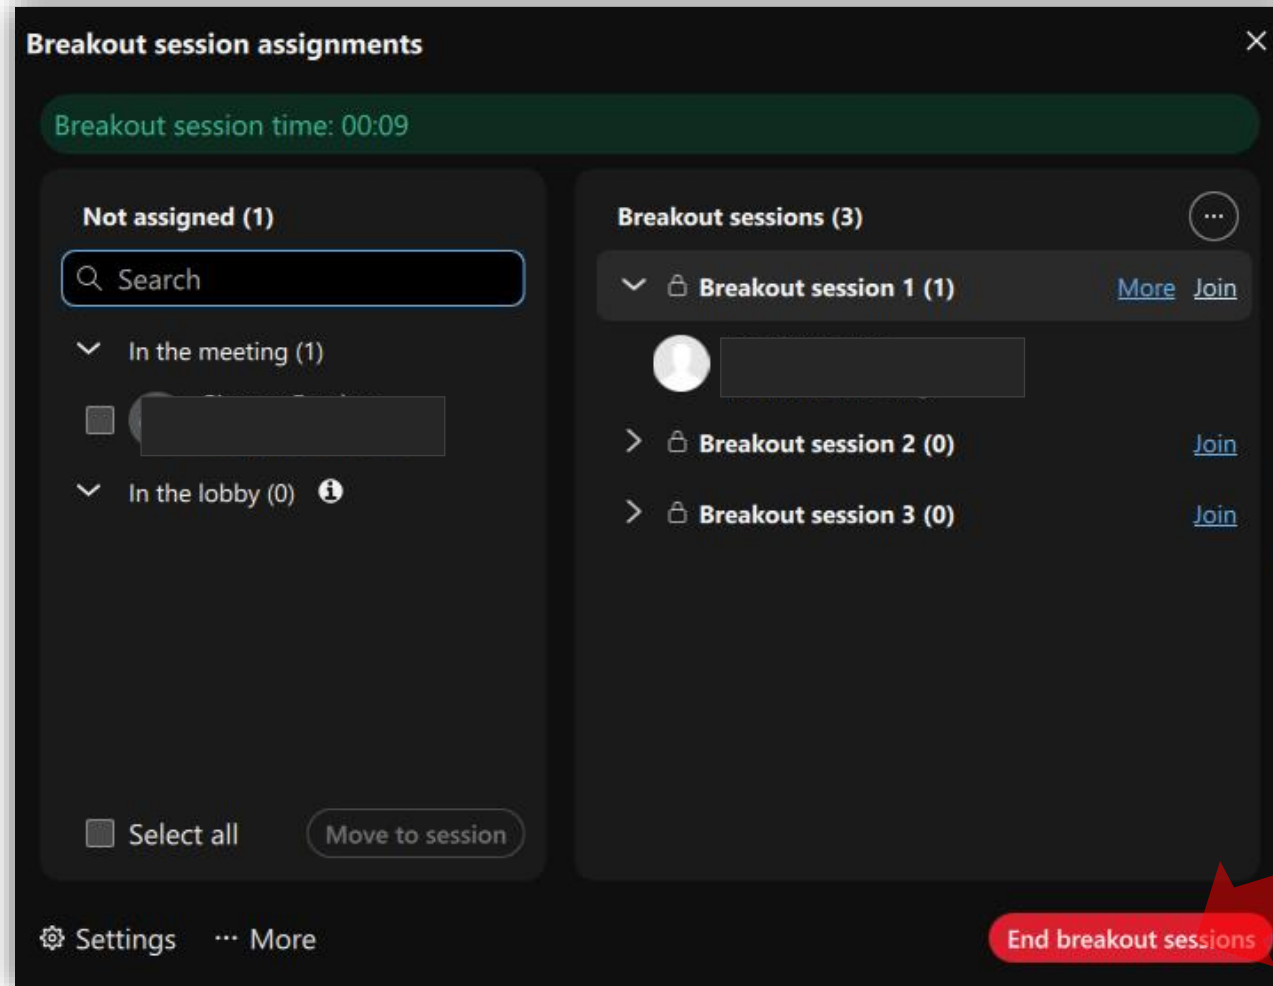 Breakout session assignments
Breakout session time: 00:09
Not assigned (1)
Search
In the meeting (1)
In the lobby (0)
Select all
Move to session
Breakout sessions (3)
Breakout session 1 (1) More Join
Breakout session 2 (0) Join
Breakout session 3 (0) Join
Settings
More
End breakout sessions